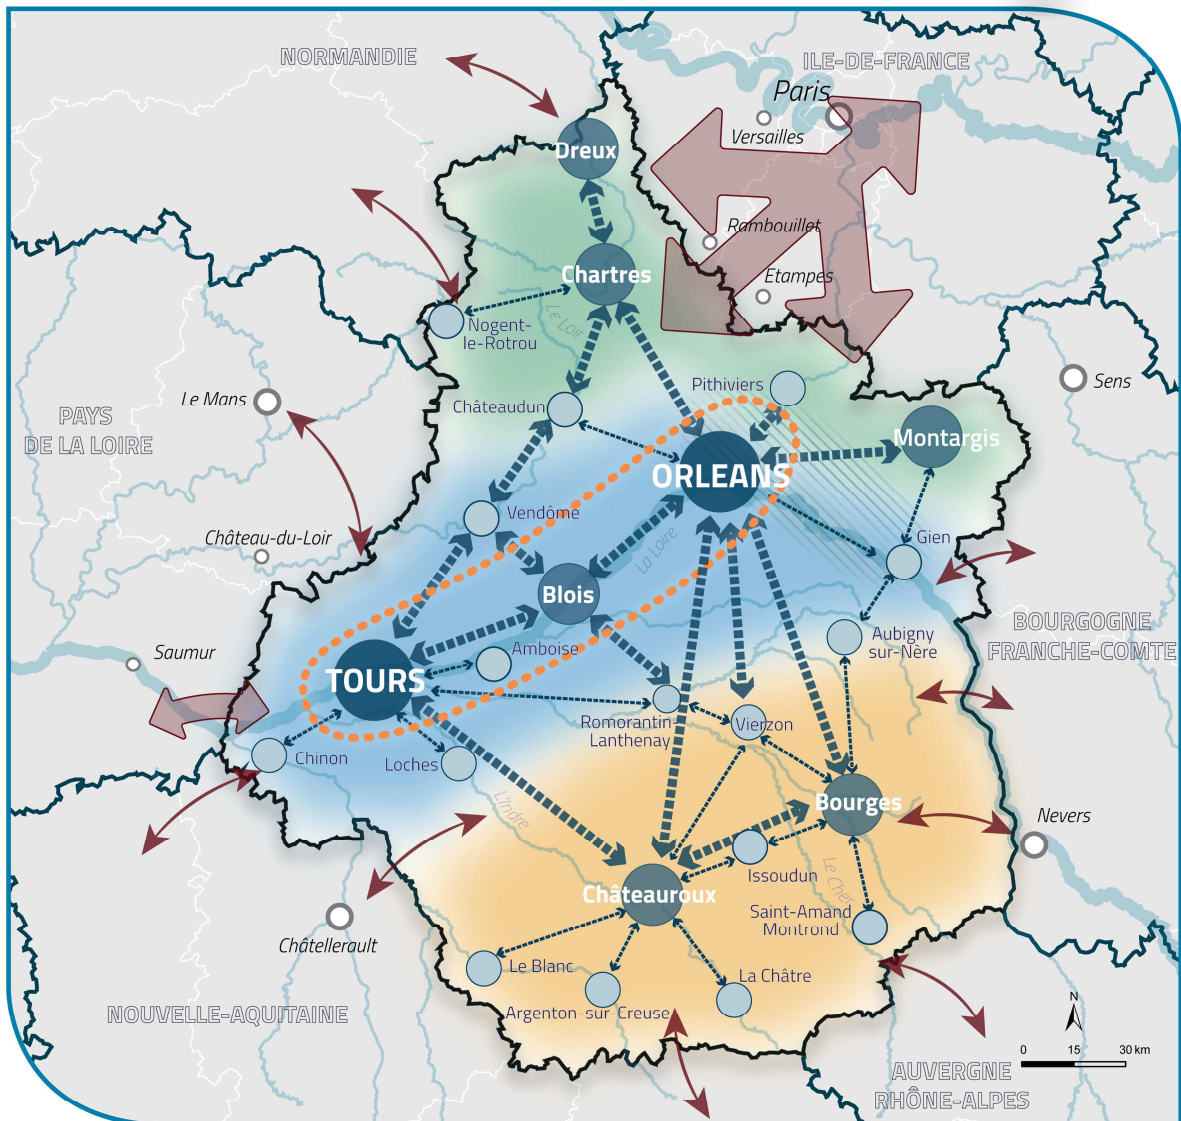 NORMANDIE
ILE-DE-FRANCE
Paris
Versailles
Dreux
Rambouillet
Chartres
Etampes
Le Loir
Nogent-
le-Rotrou
Pithiviers
Sens
Le Mans
Châteaudun
PAYS
DE LA LOIRE
Montargis
ORLEANS
Vendôme
Château-du-Loir
La Loire
Gien
Blois
BOURGOGNE
FRANCHE-COMTE
Aubigny
sur-Nère
Saumur
Amboise
TOURS
Romorantin-
Lanthenay
Vierzon
Chinon
Loches
L'Indre
Bourges
Nevers
Le Cher
Issoudun
Châteauroux
Saint-Amand
Montrond
Châtellerault
Le Blanc
La Châtre
Argenton sur Creuse
NOUVELLE-AQUITAINE
N
0 15 30 km
AUVERGNE
RHÔNE-ALPES